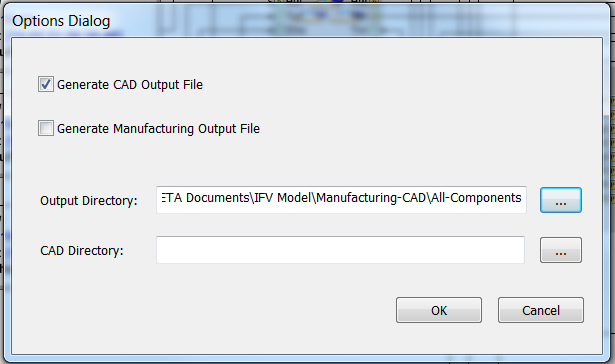 Options Dialog
Generate CAD Output File
Generate Manufacturing Output File
Output Directory: ETA Documents\IFV Model\Manufacturing-CAD\All-Components ...
CAD Directory: ...
OK Cancel